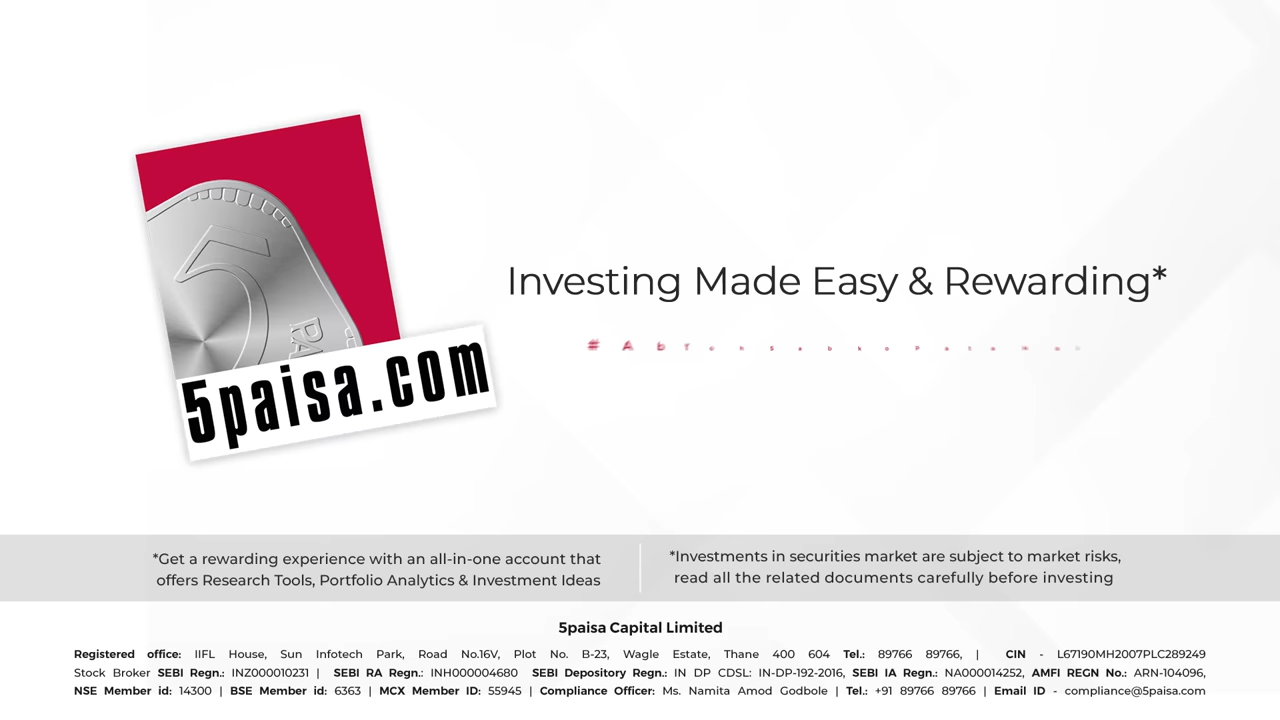 5
PA
5paisa.com
Investing Made Easy & Rewarding*
*Get a rewarding experience with an all-in-one account that
offers Research Tools, Portfolio Analytics & Investment Ideas
*Investments in securities market are subject to market risks,
read all the related documents carefully before investing
5paisa Capital Limited
Registered office: IIFL House, Sun Infotech Park, Road No.16V, Plot No. B-23, Wagle Estate, Thane 400 604 Tel.: 89766 89766, | CIN - L67190MH2007PLC289249
Stock Broker SEBI Regn.: INZ000010231 | SEBI RA Regn.: INH000004680 SEBI Depository Regn.: IN DP CDSL: IN-DP-192-2016, SEBI IA Regn.: NA000014252, AMFI REGN No.: ARN-104096,
NSE Member id: 14300 | BSE Member id: 6363 | MCX Member ID: 55945 | Compliance Officer: Ms. Namita Amod Godbole | Tel.: +91 89766 89766 | Email ID - compliance@5paisa.com